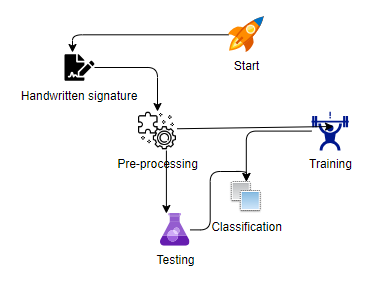 Start
Handwritten signature
Pre-processing
Training
Classification
Testing